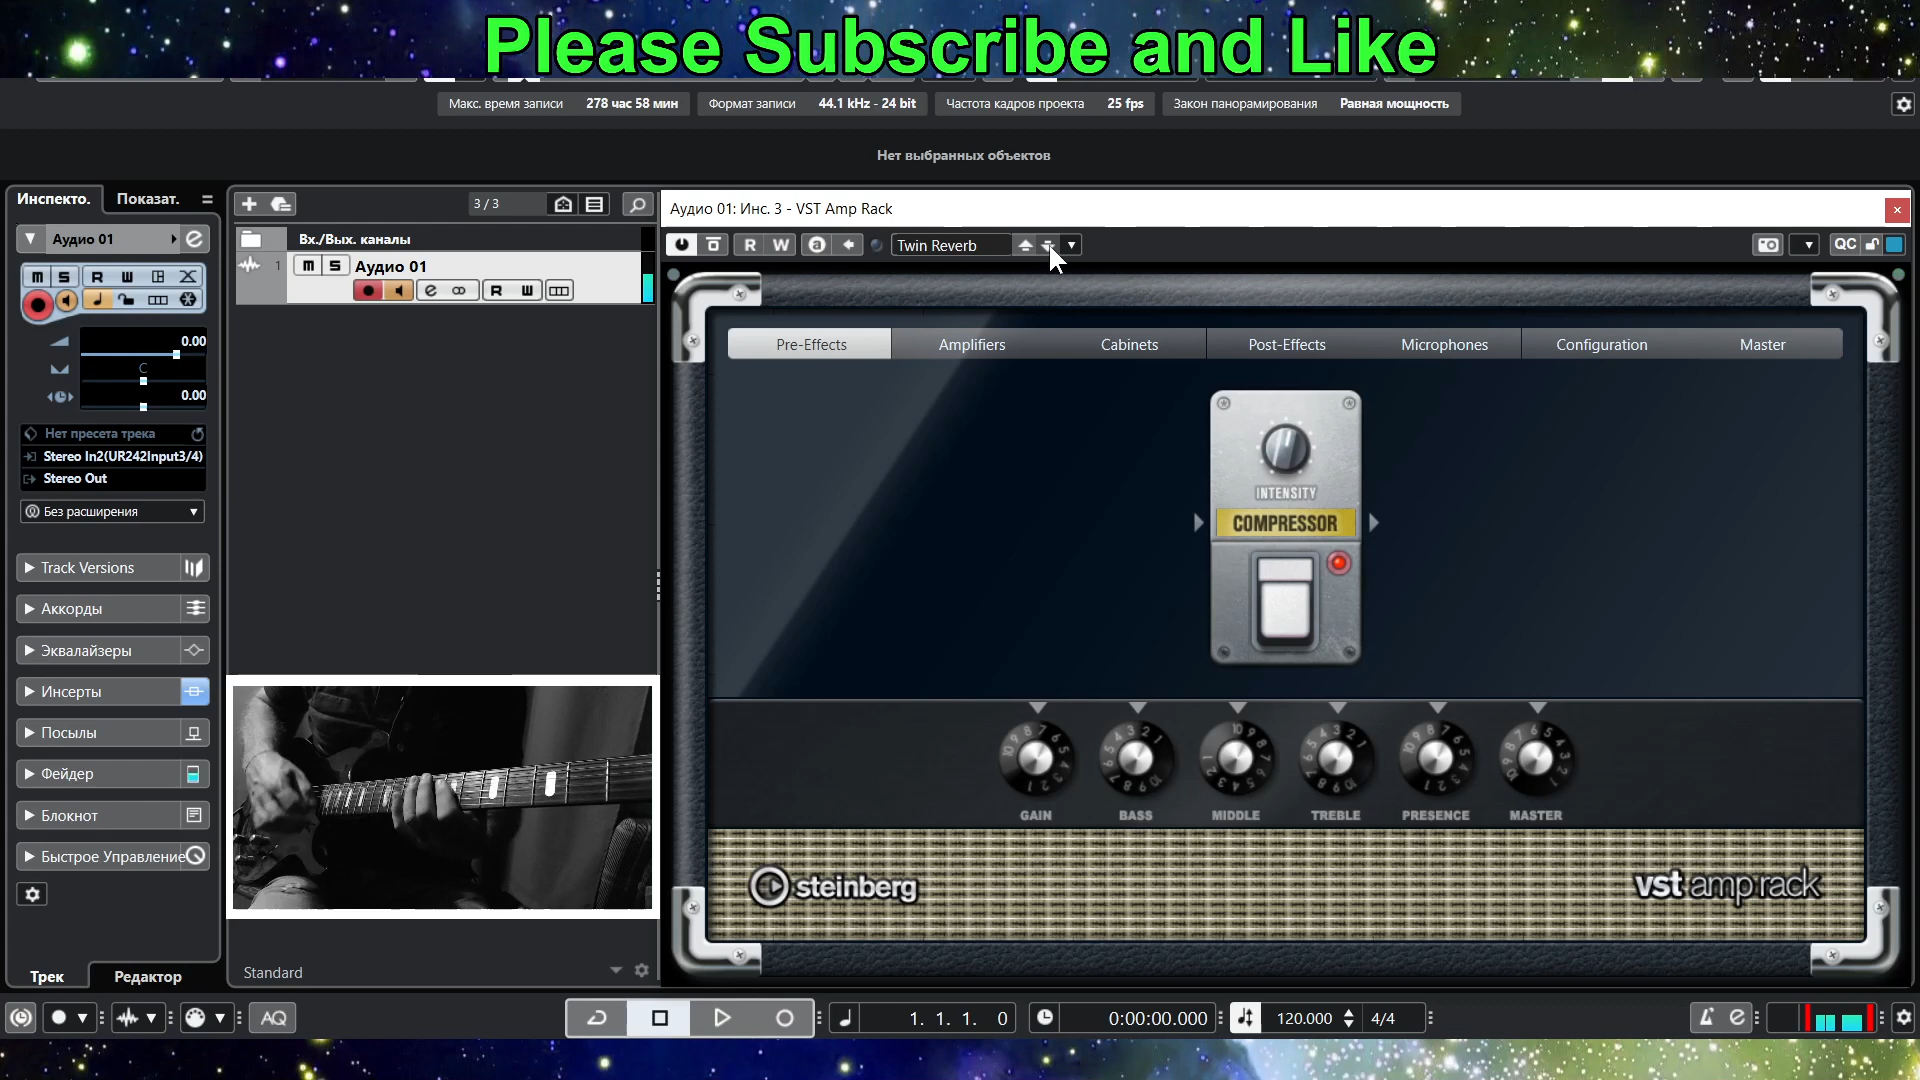 Please Subscribe and Like
Макс. время записи 278 час 58 мин Формат записи 44.1 kHz - 24 bit Частота кадров проекта 25 fps Закон панорамирования Равная мощность
Нет выбранных объектов
Инспекто. Показат.
3 / 3
Аудио 01: Инс. 3 - VST Amp Rack
Аудио 01
Вх./Вых. каналы
R W a Twin Reverb QC
1 M S Аудио 01
M S R W
R W
0.00
C
0.00
Pre-Effects Amplifiers Cabinets Post-Effects Microphones Configuration Master
Нет пресета трека
Stereo In2(UR242Input3/4)
Stereo Out
Без расширения
INTENSITY
COMPRESSOR
Track Versions
Аккорды
Эквалайзеры
Инсерты
Посылы
Фейдер
Блокнот
Быстрое Управление
GAIN BASS MIDDLE TREBLE PRESENCE MASTER
steinberg vst amp rack
Standard
Трек Редактор
AQ 1. 1. 1. 0 0:00:00.000 120.000 4/4